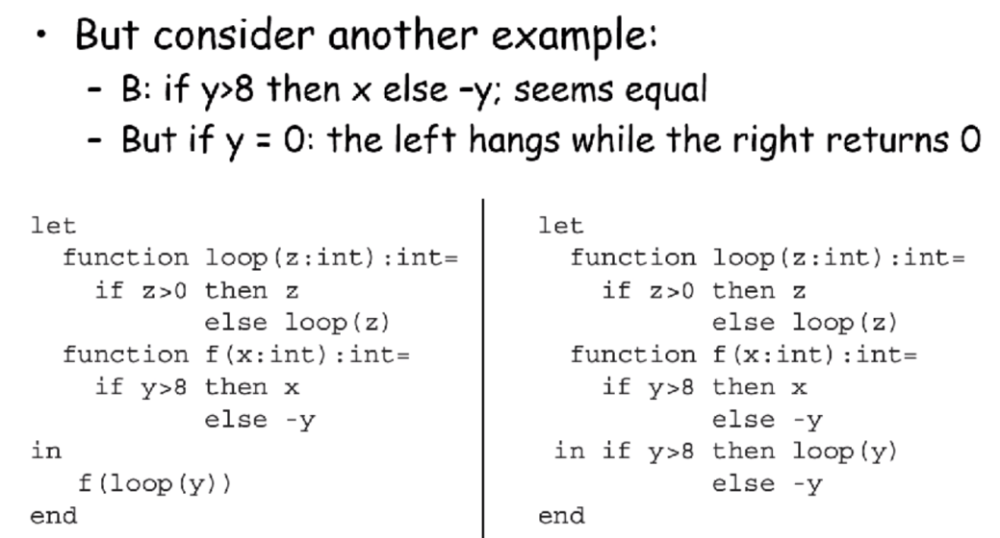 • But consider another example:
- B: if y>8 then x else -y; seems equal
- But if y = 0: the left hangs while the right returns 0
let
function loop(z:int):int=
if z>0 then z
else loop(z)
function f(x:int):int=
if y>8 then x
else -y
in
f(loop(y))
end
let
function loop(z:int):int=
if z>0 then z
else loop(z)
function f(x:int):int=
if y>8 then x
else -y
in if y>8 then loop(y)
else -y
end